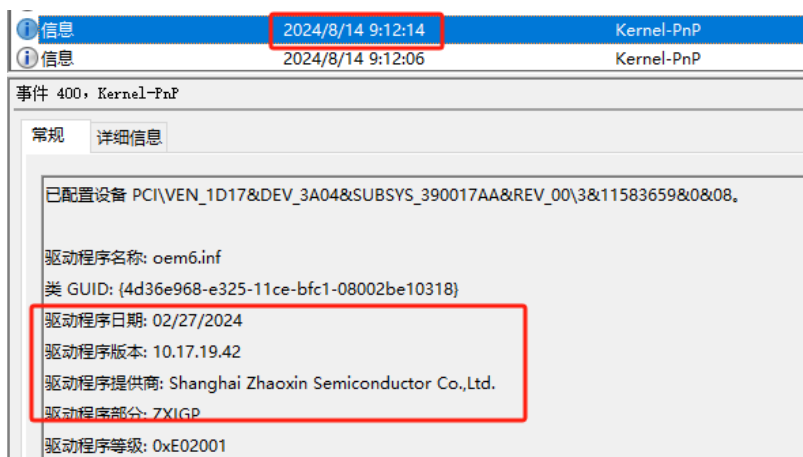 信息 2024/8/14 9:12:14 Kernel-PnP
信息 2024/8/14 9:12:06 Kernel-PnP
事件 400，Kernel-PnP
常规 详细信息
已配置设备 PCI\VEN_1D17&DEV_3A04&SUBSYS_390017AA&REV_00\3&11583659&0&08。
驱动程序名称: oem6.inf
类 GUID: {4d36e968-e325-11ce-bfc1-08002be10318}
驱动程序日期: 02/27/2024
驱动程序版本: 10.17.19.42
驱动程序提供商: Shanghai Zhaoxin Semiconductor Co.,Ltd.
驱动程序部分: ZXIGP
驱动程序等级: 0xE02001